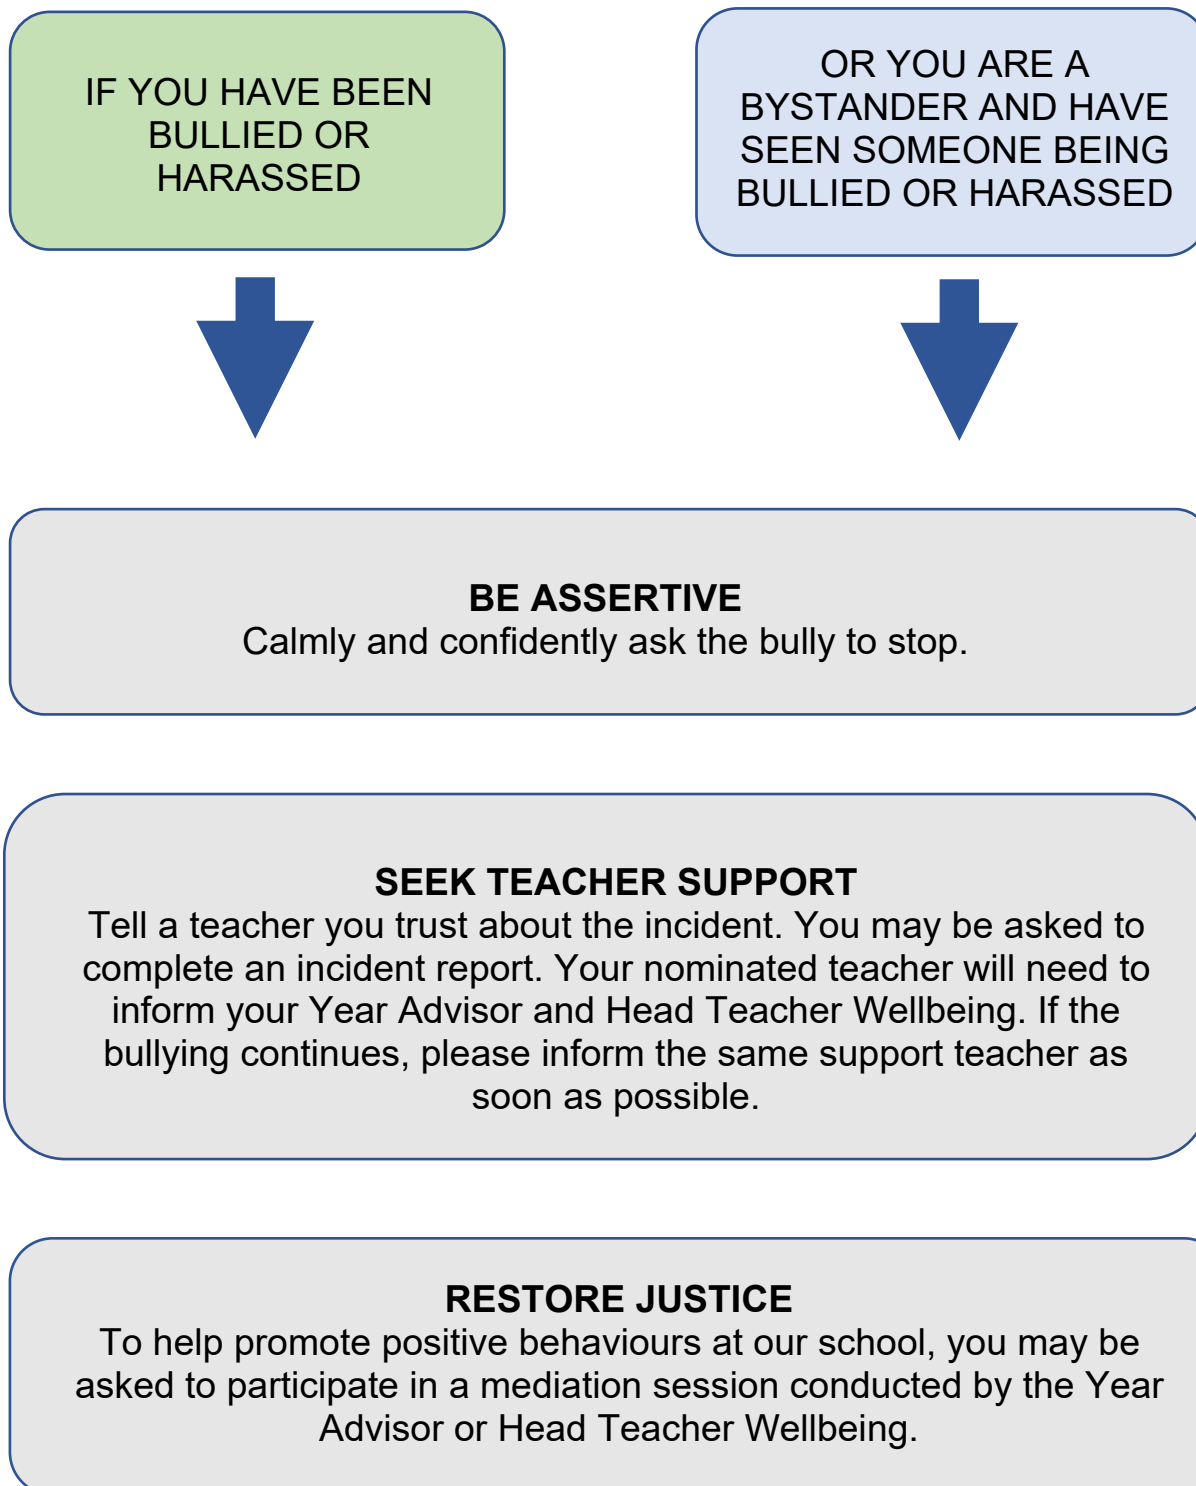 IF YOU HAVE BEEN
BULLIED OR
HARASSED
OR YOU ARE A
BYSTANDER AND HAVE
SEEN SOMEONE BEING
BULLIED OR HARASSED
BE ASSERTIVE
Calmly and confidently ask the bully to stop.
SEEK TEACHER SUPPORT
Tell a teacher you trust about the incident. You may be asked to
complete an incident report. Your nominated teacher will need to
inform your Year Advisor and Head Teacher Wellbeing. If the
bullying continues, please inform the same support teacher as
soon as possible.
RESTORE JUSTICE
To help promote positive behaviours at our school, you may be
asked to participate in a mediation session conducted by the Year
Advisor or Head Teacher Wellbeing.